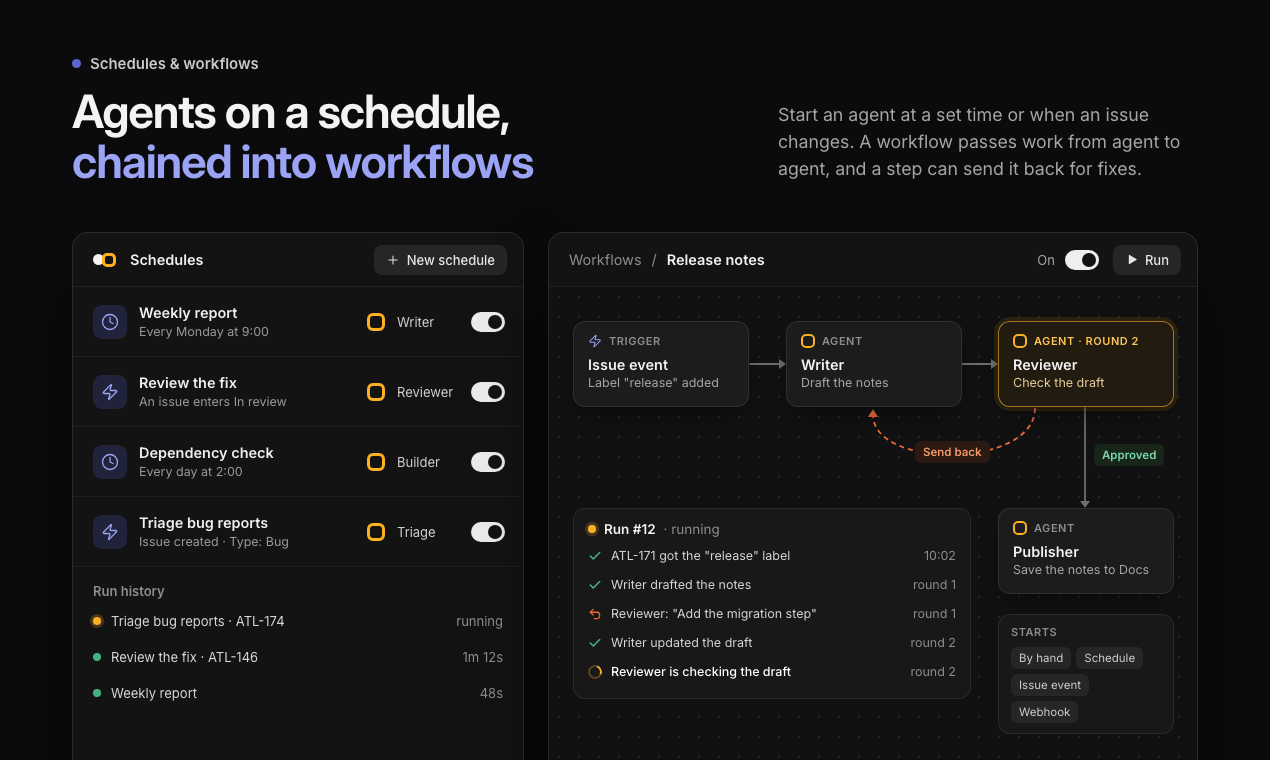 Schedules & workflows
Agents on a schedule,
chained into workflows
Start an agent at a set time or when an issue
changes. A workflow passes work from agent to
agent, and a step can send it back for fixes.
Schedules
+ New schedule
Weekly report
Every Monday at 9:00
Writer
Review the fix
An issue enters In review
Reviewer
Dependency check
Every day at 2:00
Builder
Triage bug reports
Issue created · Type: Bug
Triage
Run history
Triage bug reports · ATL-174 running
Review the fix · ATL-146 1m 12s
Weekly report 48s
Workflows / Release notes
On
Run
TRIGGER
Issue event
Label "release" added
AGENT
Writer
Draft the notes
AGENT · ROUND 2
Reviewer
Check the draft
Send back
Approved
Run #12 · running
ATL-171 got the "release" label 10:02
Writer drafted the notes round 1
Reviewer: "Add the migration step" round 1
Writer updated the draft round 2
Reviewer is checking the draft round 2
AGENT
Publisher
Save the notes to Docs
STARTS
By hand Schedule
Issue event
Webhook